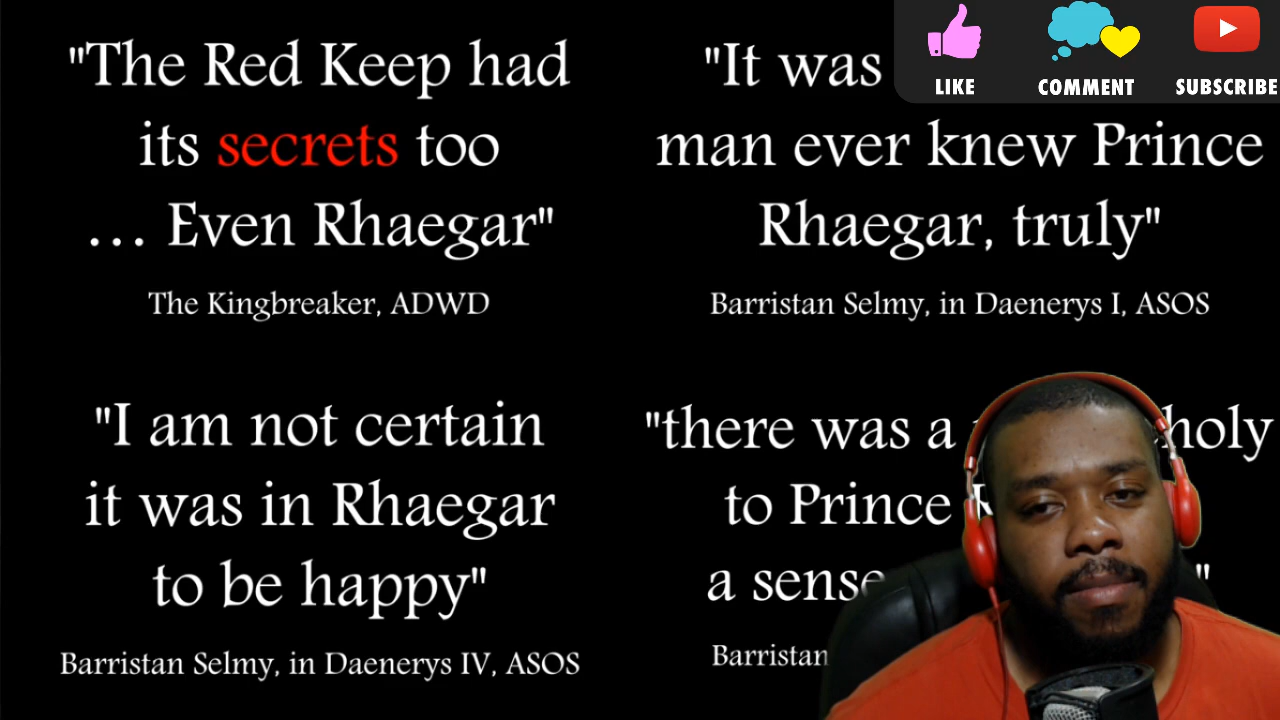 "The Red Keep had
its secrets too
… Even Rhaegar"
The Kingbreaker, ADWD
"It was
man ever knew Prince
Rhaegar, truly"
Barristan Selmy, in Daenerys I, ASOS
"I am not certain
it was in Rhaegar
to be happy"
Barristan Selmy, in Daenerys IV, ASOS
"there was a
to Prince
a sense "
Barristan
LIKE
COMMENT
SUBSCRIBE